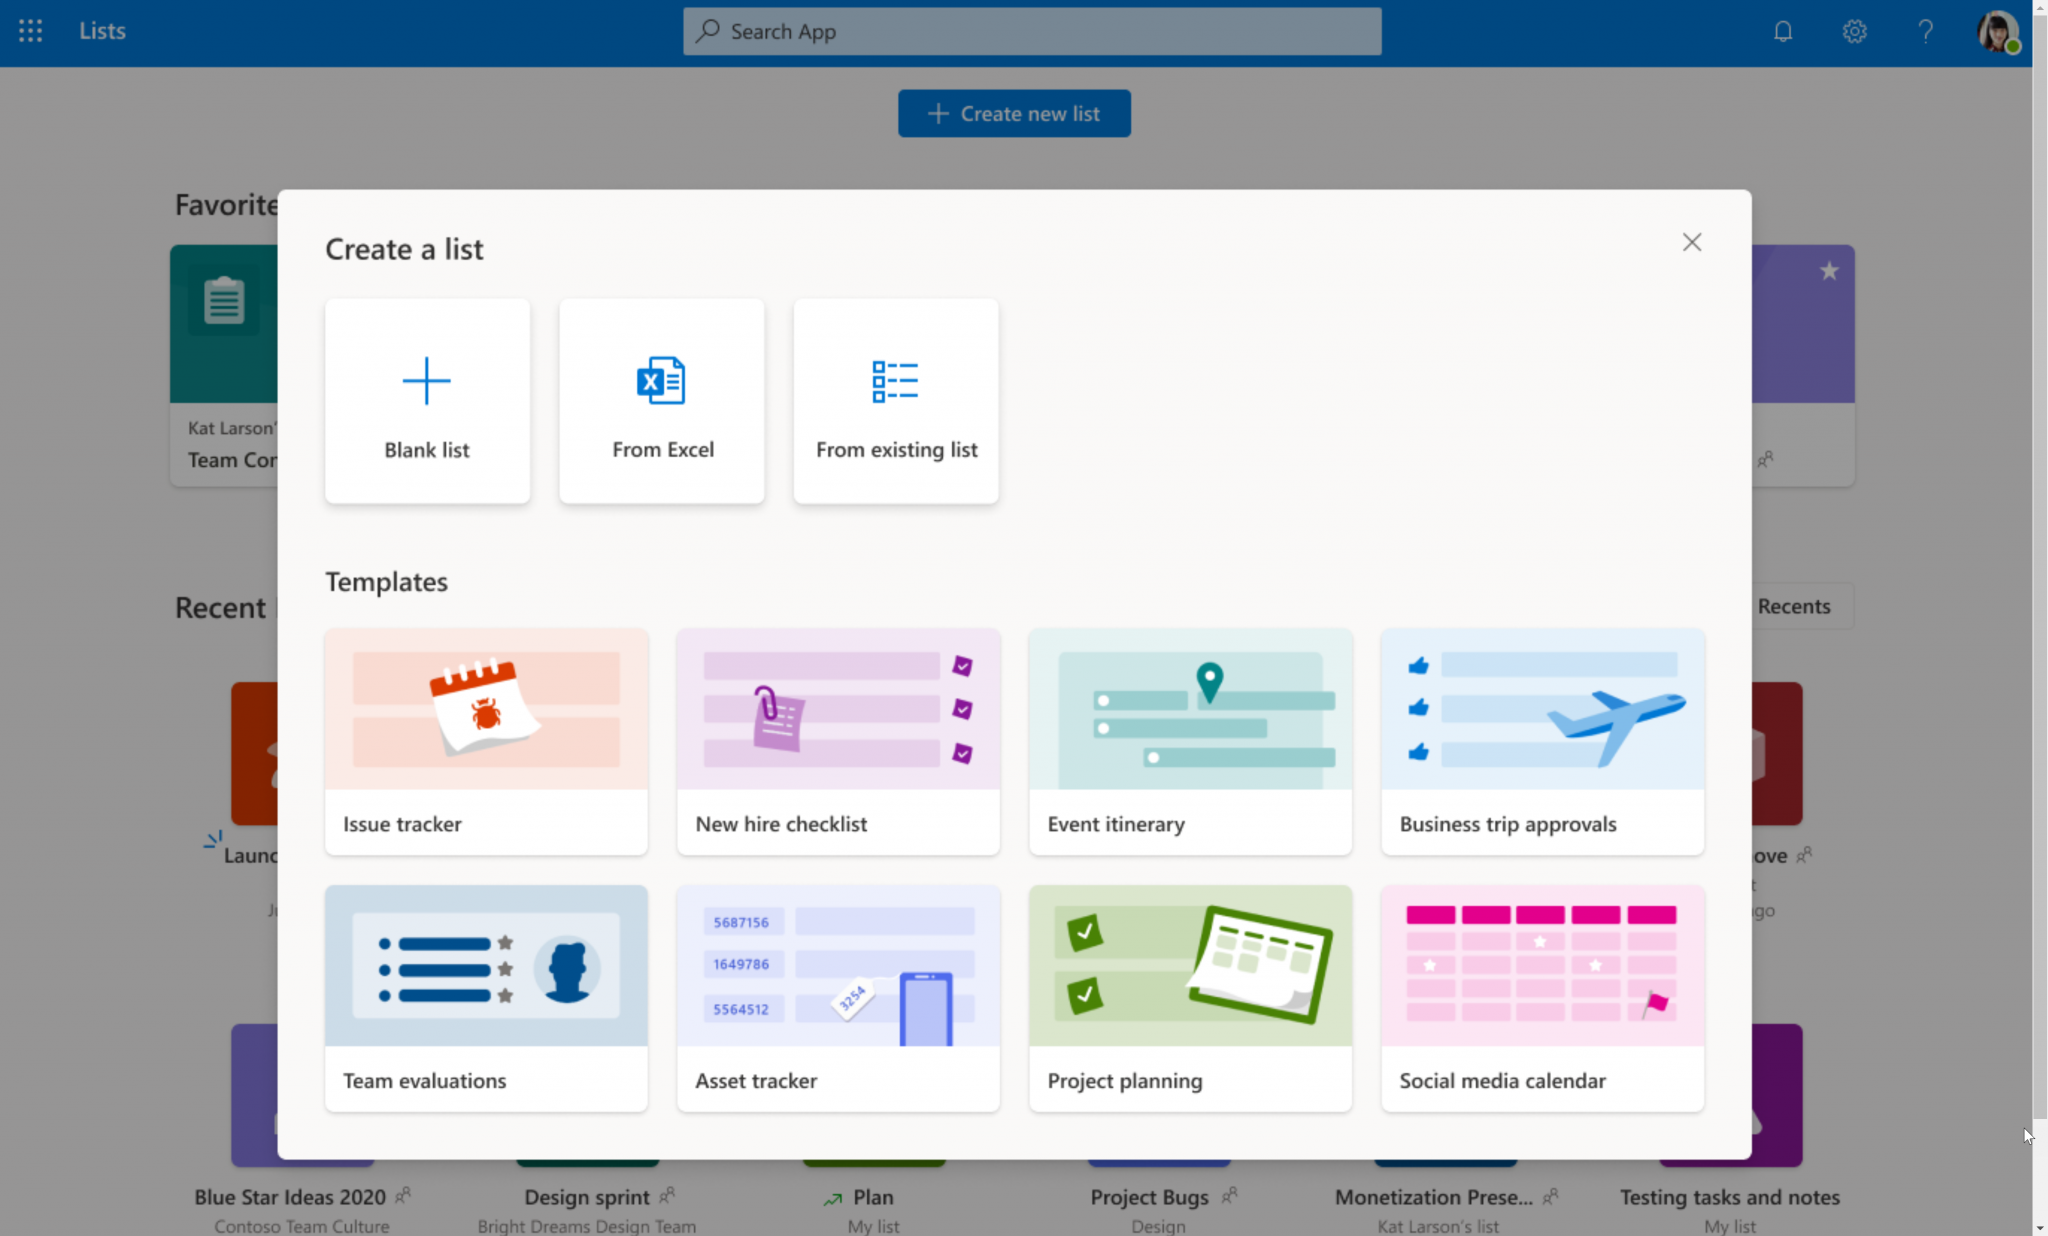 Lists
Search App
Create new list
Favorite
Create a list
Kat Larson'
Team Cor
Blank list
From Excel
From existing list
Templates
Recent
Recents
Issue tracker
New hire checklist
Event itinerary
Business trip approvals
Launc
ove
Ju
t
ago
5687156
1649786
5564512
3254
Team evaluations
Asset tracker
Project planning
Social media calendar
Blue Star Ideas 2020
Design sprint
Plan
Project Bugs
Monetization Prese...
Testing tasks and notes
Contoso Team Culture
Bright Dreams Design Team
My list
Design
Kat Larson's list
My list